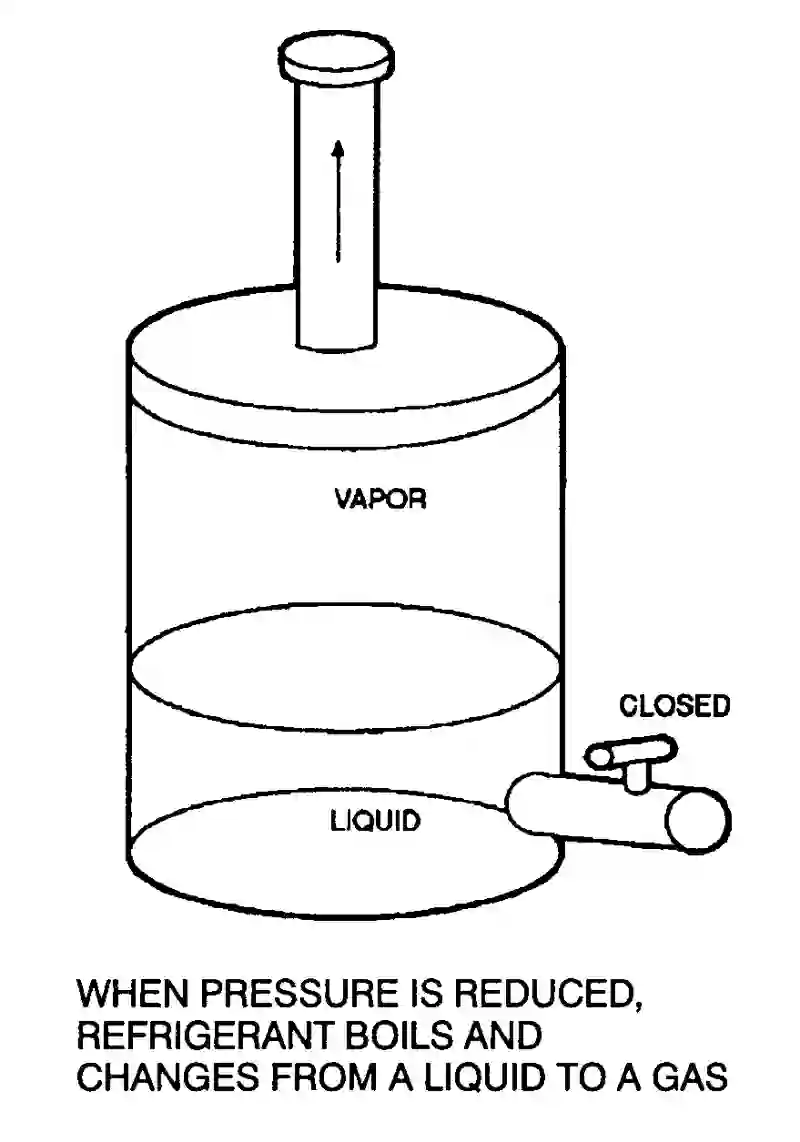 VAPOR
CLOSED
LIQUID
WHEN PRESSURE IS REDUCED,
REFRIGERANT BOILS AND
CHANGES FROM A LIQUID TO A GAS